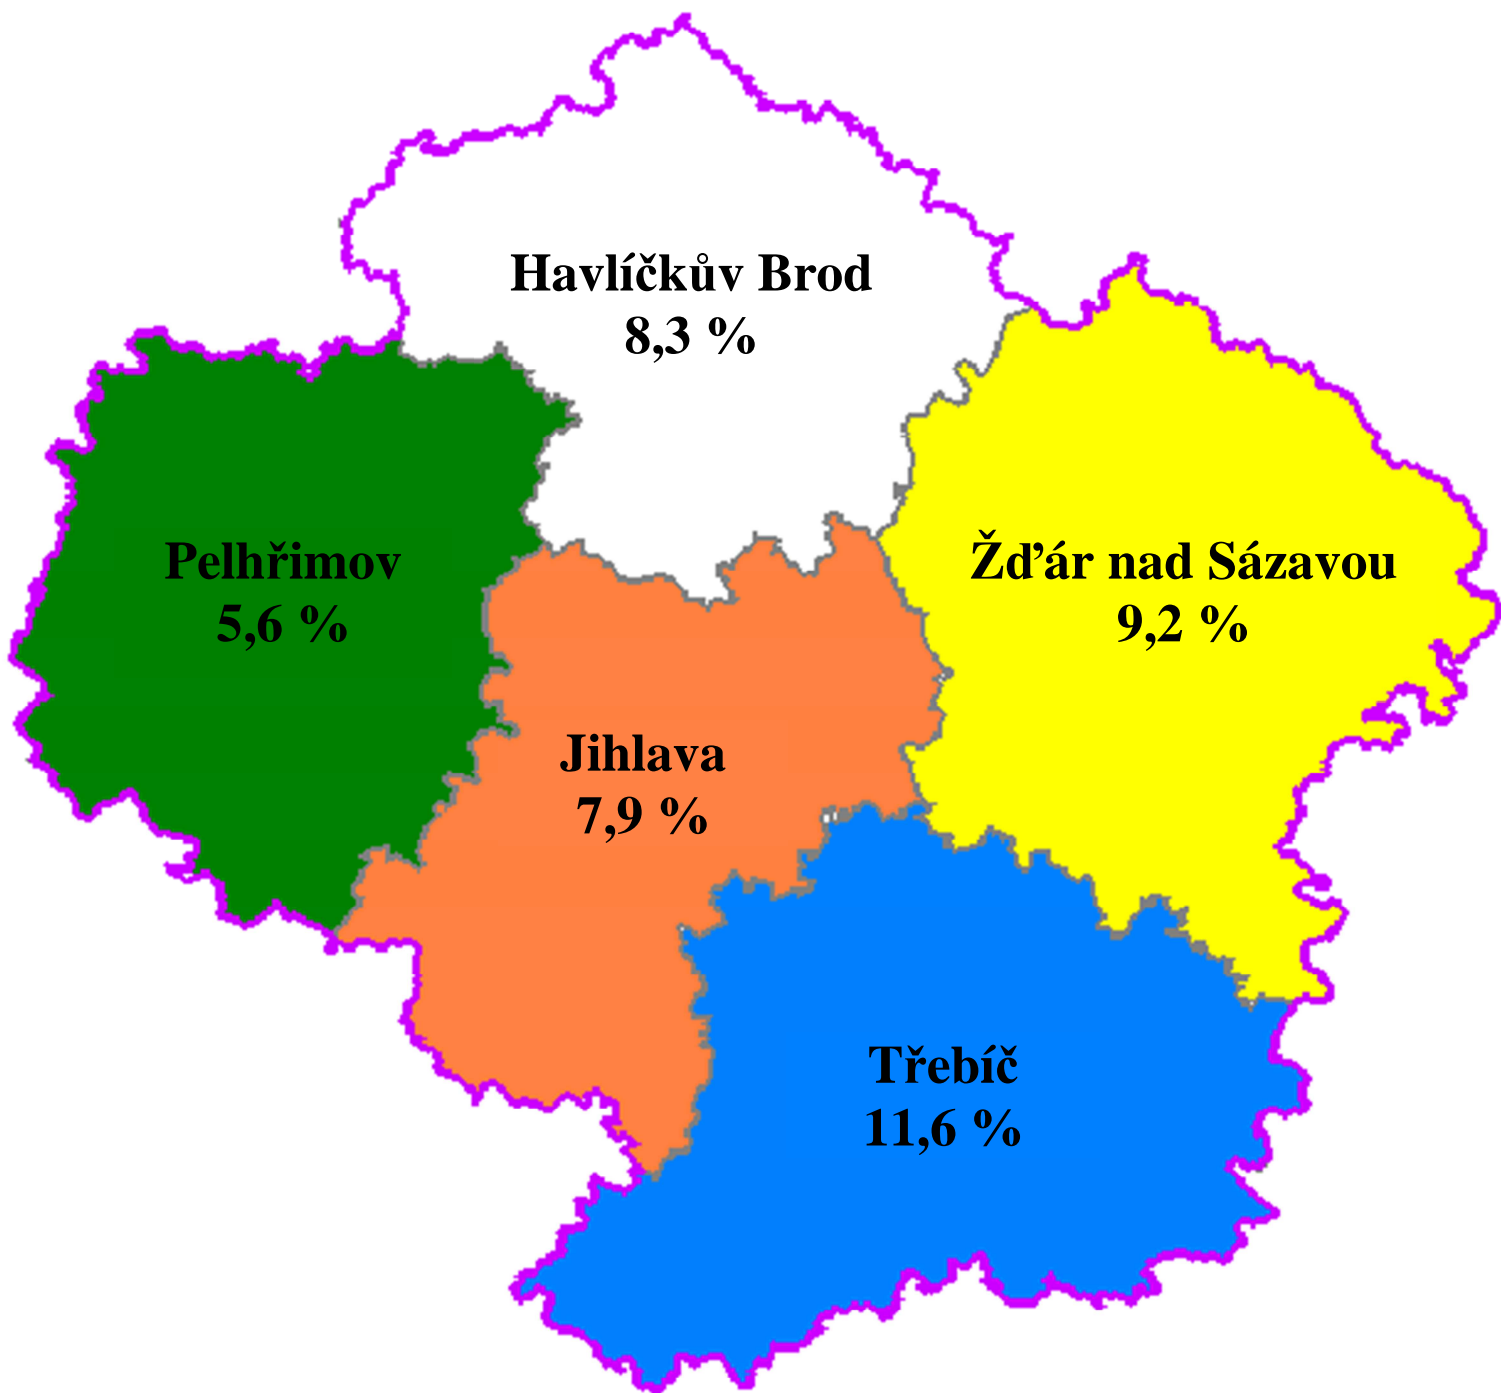 Havlíčkův Brod
8,3 %
Pelhřimov
5,6 %
Žďár nad Sázavou
9,2 %
Jihlava
7,9 %
Třebíč
11,6 %